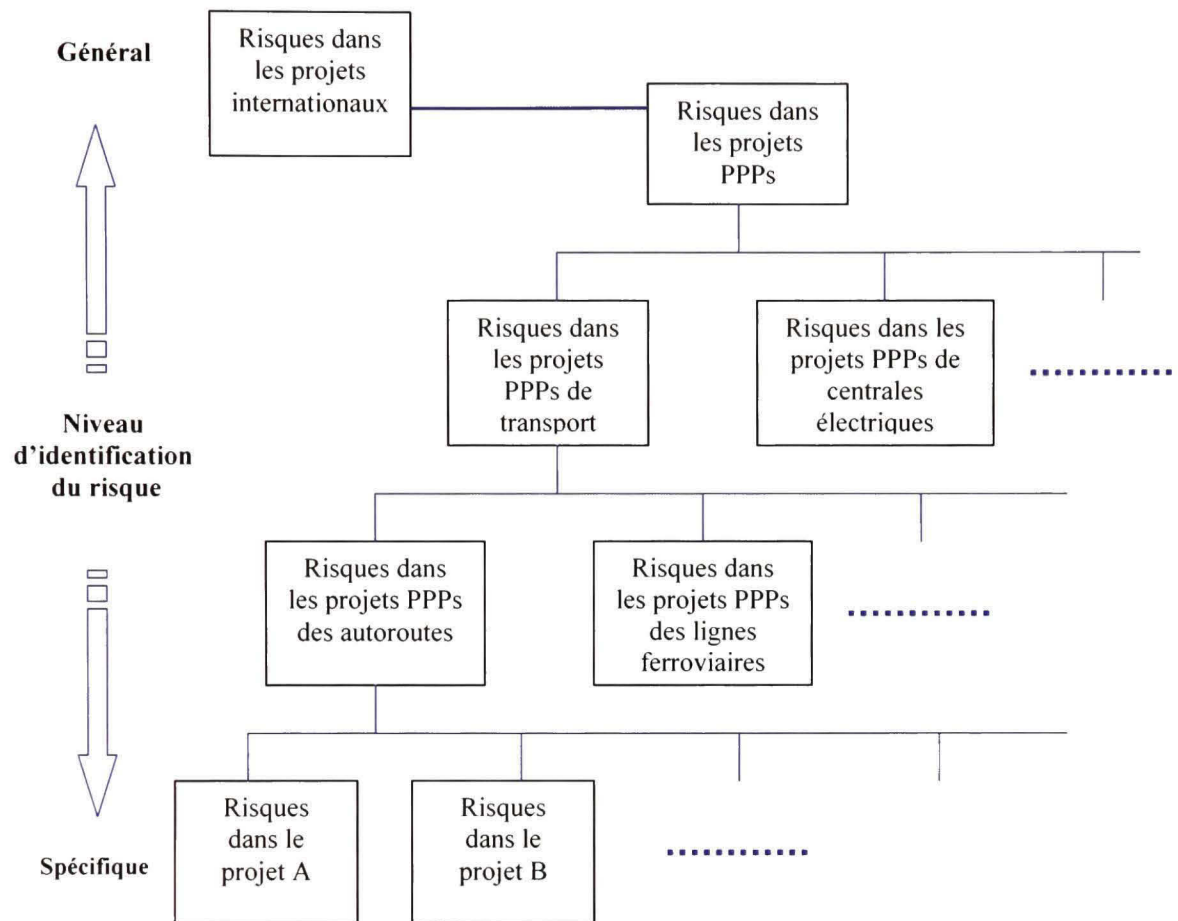 Général
Risques dans
les projets
internationaux
Risques dans
les projets
PPPs
Risques dans
les projets
PPPs de
transport
Risques dans les
projets PPPs de
centrales
électriques
Niveau
d'identification
du risque
Risques dans
les projets PPPs
des autoroutes
Risques dans
les projets PPPs
des lignes
ferroviaires
Risques
dans le
projet A
Risques
dans le
projet B
Spécifique